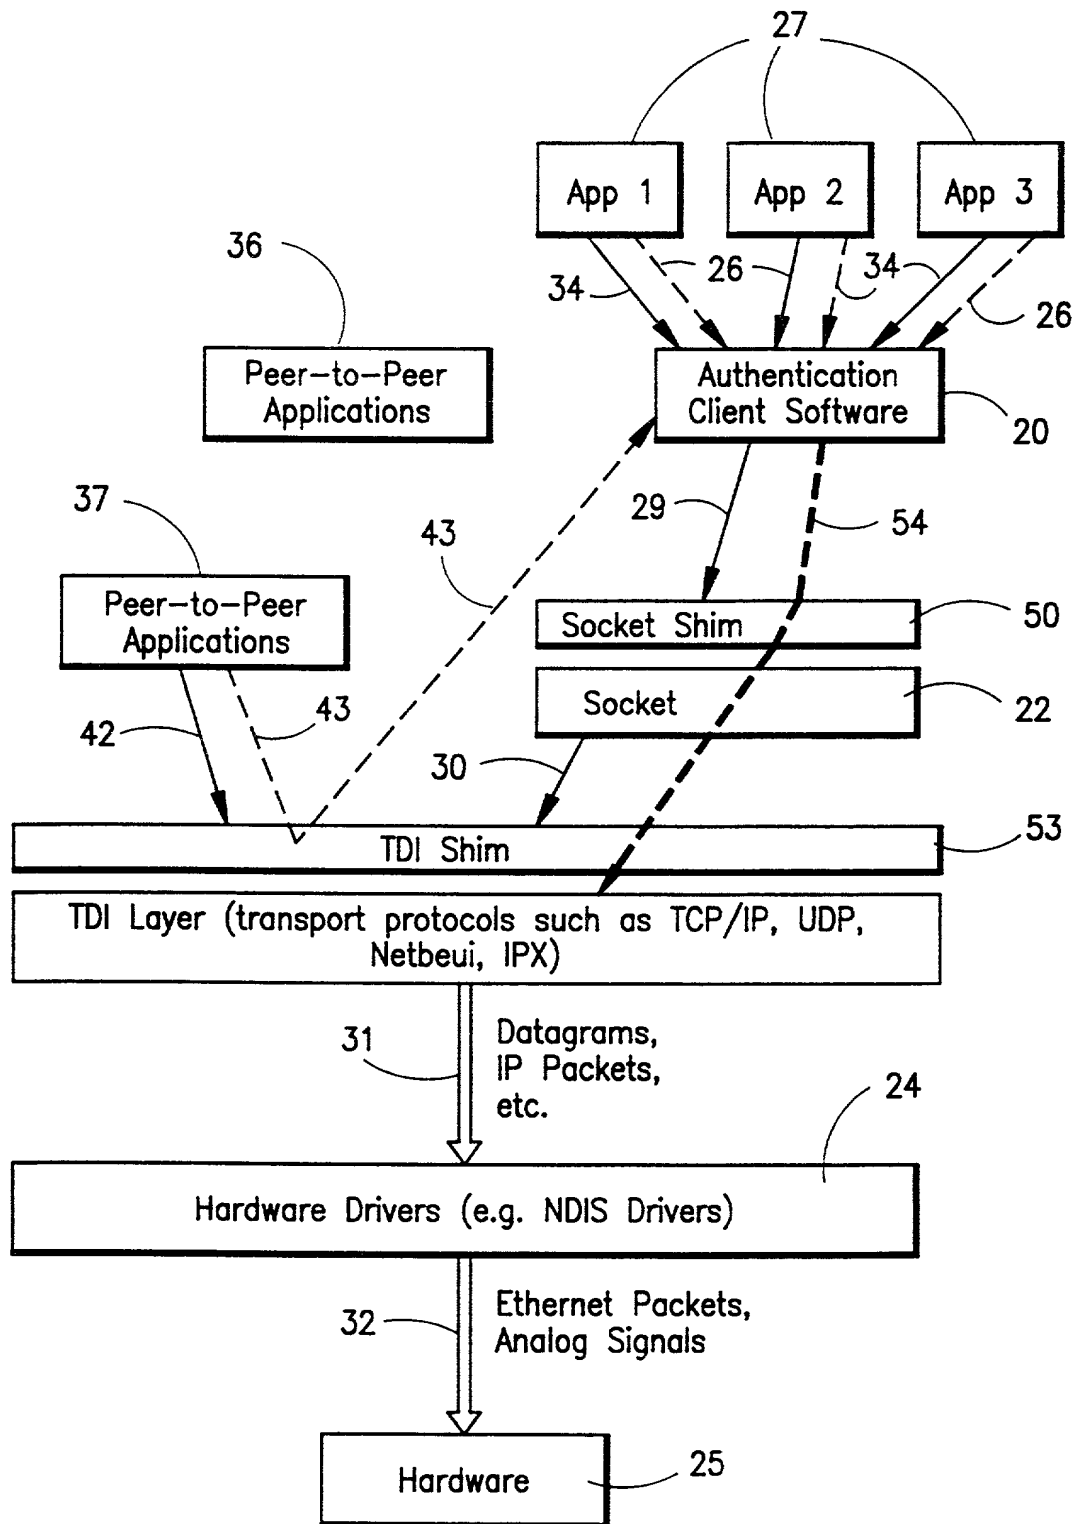 27
App 1
App 2
App 3
36
34
26
34
26
Peer-to-Peer
Applications
Authentication
Client Software
20
37
43
29
54
Peer-to-Peer
Applications
Socket Shim
50
42
43
Socket
22
30
TDI Shim
53
TDI Layer (transport protocols such as TCP/IP, UDP,
Netbeui, IPX)
31
Datagrams,
IP Packets,
etc.
24
Hardware Drivers (e.g. NDIS Drivers)
32
Ethernet Packets,
Analog Signals
Hardware
25